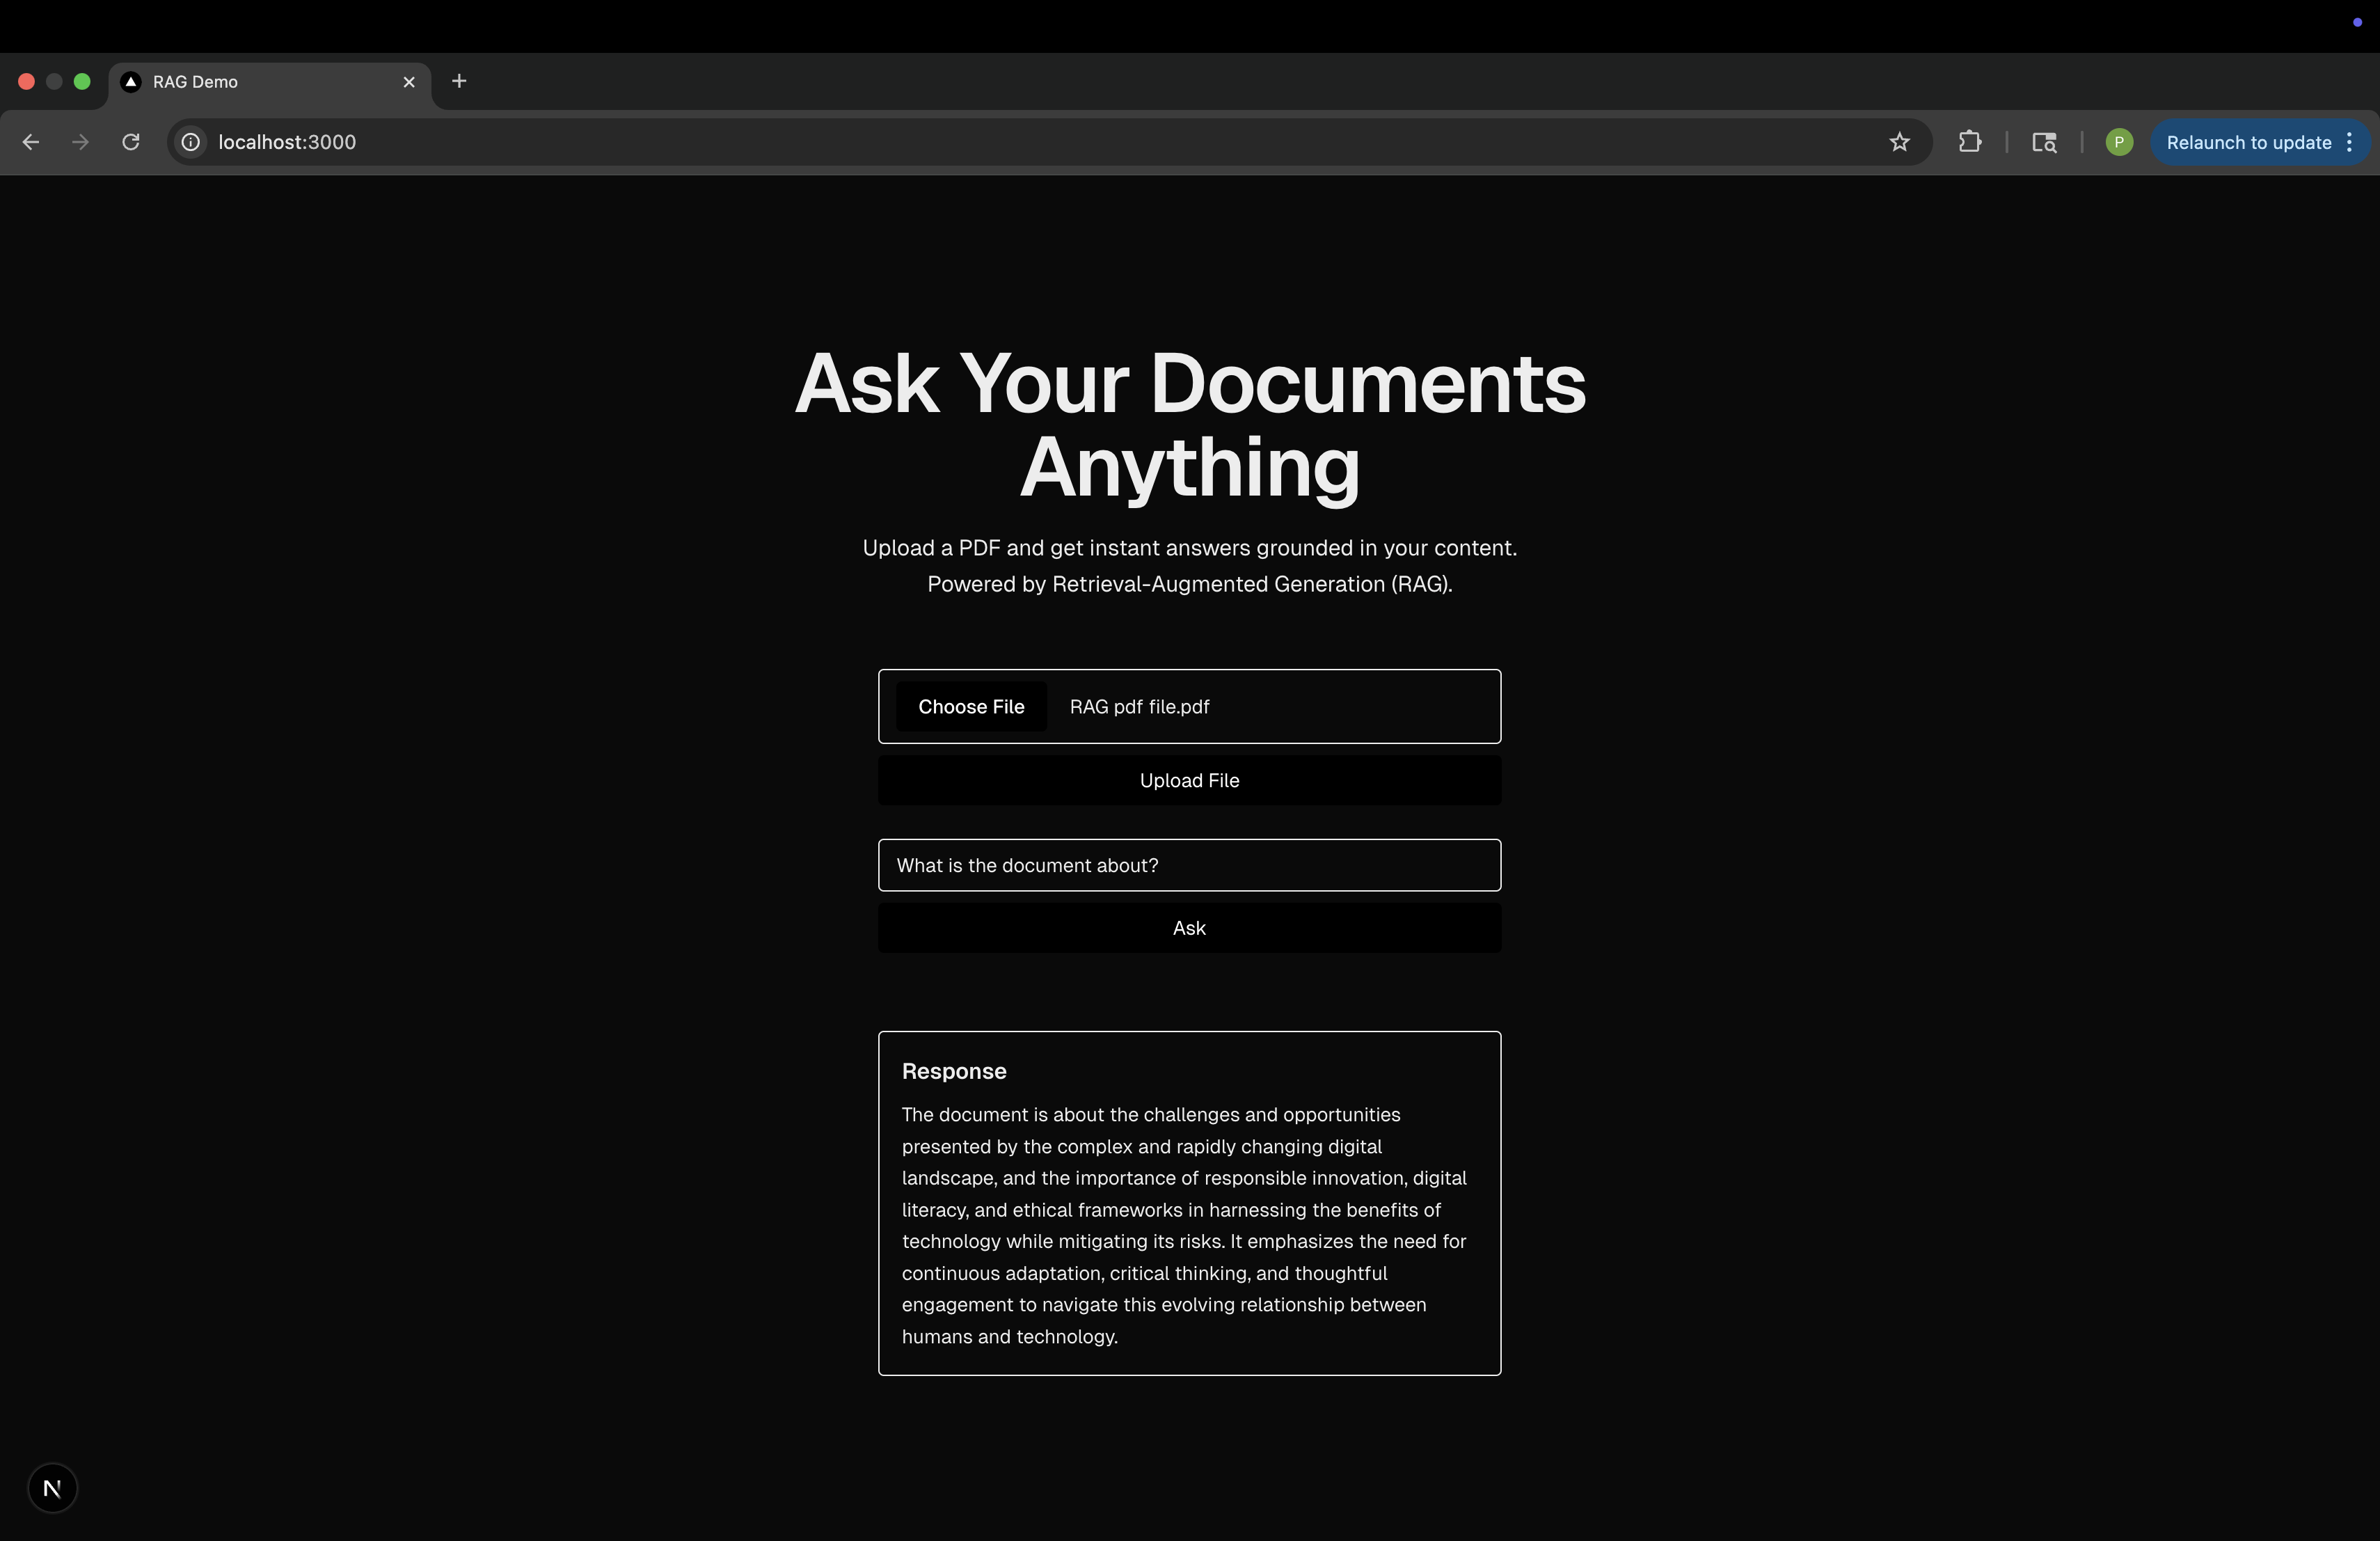 RAG Demo
localhost:3000
P
Relaunch to update
Ask Your Documents
Anything
Upload a PDF and get instant answers grounded in your content.
Powered by Retrieval-Augmented Generation (RAG).
Choose File
RAG pdf file.pdf
Upload File
What is the document about?
Ask
Response
The document is about the challenges and opportunities
presented by the complex and rapidly changing digital
landscape, and the importance of responsible innovation, digital
literacy, and ethical frameworks in harnessing the benefits of
technology while mitigating its risks. It emphasizes the need for
continuous adaptation, critical thinking, and thoughtful
engagement to navigate this evolving relationship between
humans and technology.
N